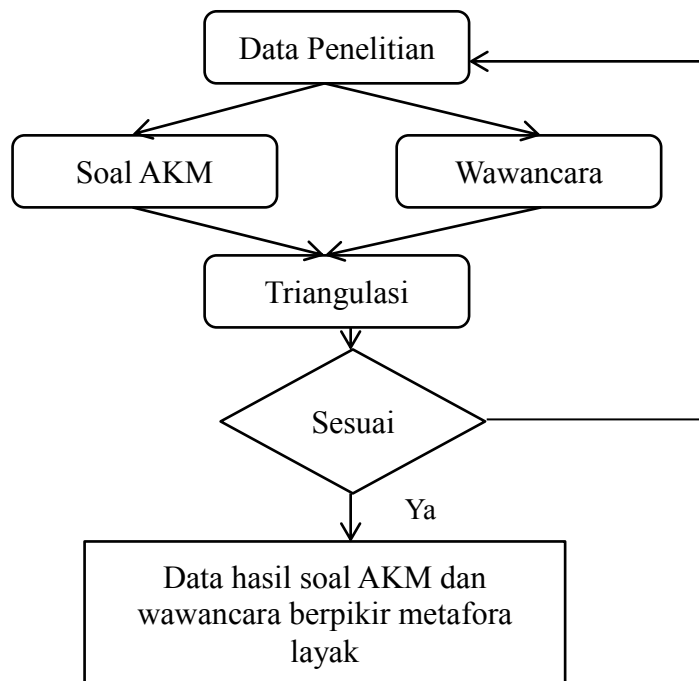 Data Penelitian
Soal AKM
Wawancara
Triangulasi
Sesuai
Ya
Data hasil soal AKM dan
wawancara berpikir metafora
layak